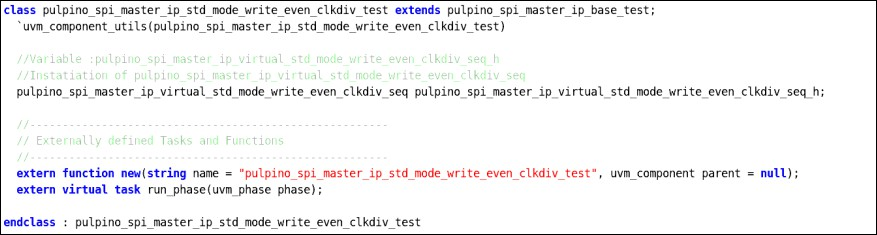 class pulpino_spi_master_ip_std_mode_write_even_clkdiv_test extends pulpino_spi_master_ip_base_test;
`uvm_component_utils(pulpino_spi_master_ip_std_mode_write_even_clkdiv_test)
//Variable :pulpino_spi_master_ip_virtual_std_mode_write_even_clkdiv_seq_h
//Instatiation of pulpino_spi_master_ip_virtual_std_mode_write_even_clkdiv_seq
pulpino_spi_master_ip_virtual_std_mode_write_even_clkdiv_seq pulpino_spi_master_ip_virtual_std_mode_write_even_clkdiv_seq_h;
//-------------------------------------------------------
// Externally defined Tasks and Functions
//-------------------------------------------------------
extern function new(string name = "pulpino_spi_master_ip_std_mode_write_even_clkdiv_test", uvm_component parent = null);
extern virtual task run_phase(uvm_phase phase);
endclass : pulpino_spi_master_ip_std_mode_write_even_clkdiv_test